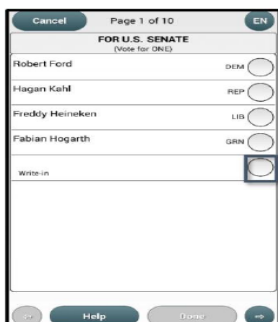 Cancel Page 1 of 10 EN
FOR U.S. SENATE
(Vote for ONE)
Robert Ford DEM
Hagan Kahl REP
Freddy Heineken LIB
Fabian Hogarth GRN
Write-in
Help Done